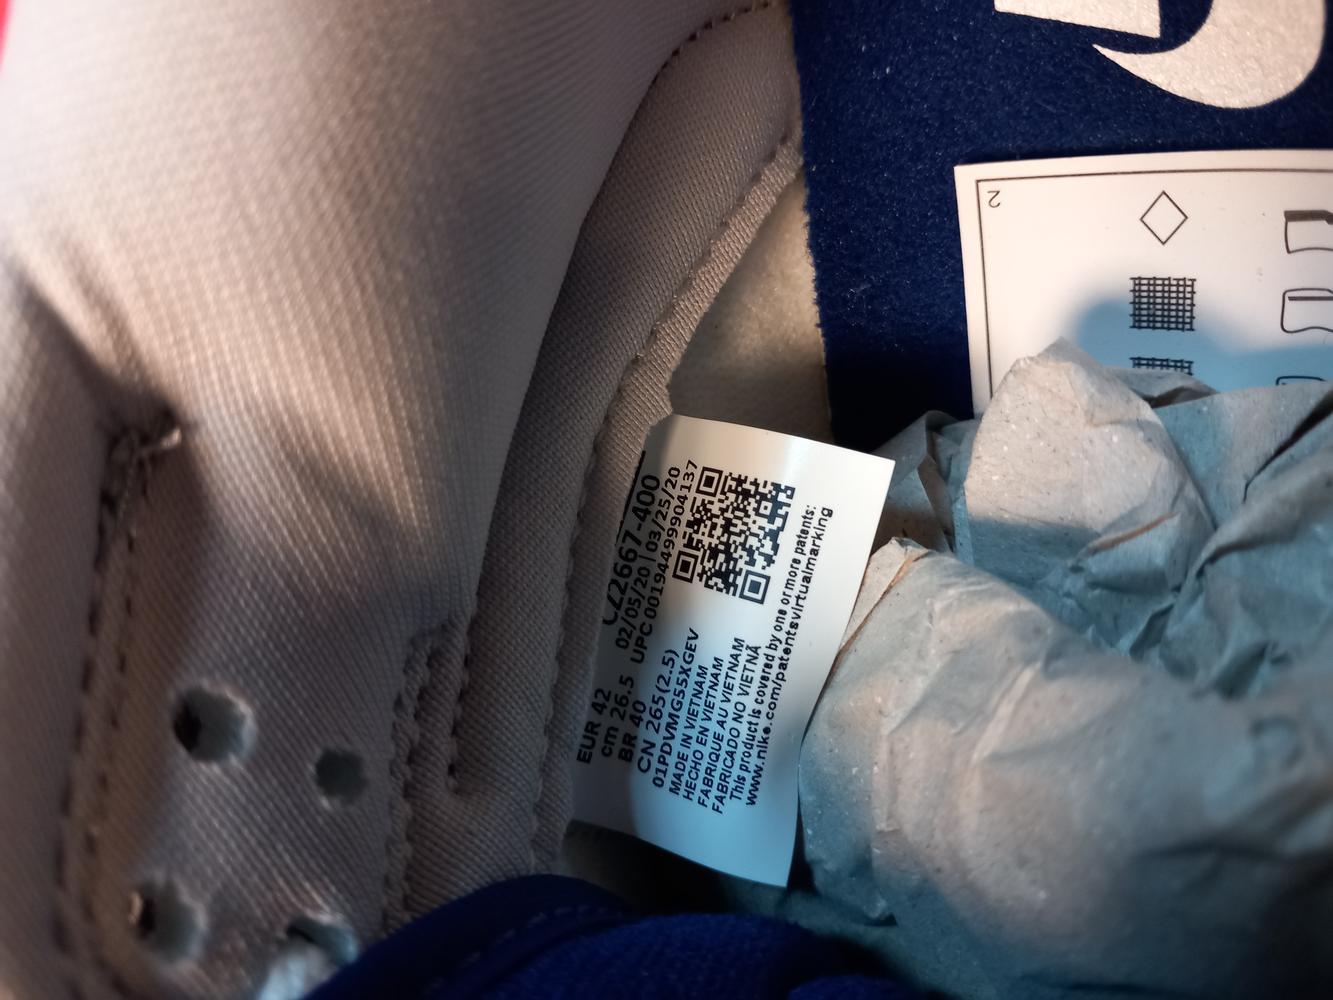 EUR 42
cm 26.5
BR 40
CN 265(2.5)
01PDVMG55XGEV
MADE IN VIETNAM
HECHO EN VIETNAM
FABRIQUE AU VIETNAM
FABRICADO NO VIETNÃ
This product is covered by one or more patents:
www.nike.com/patentsvirtualmarking
CZ2667-400
02/05/20 03/25/20
UPC 00194499904137
2